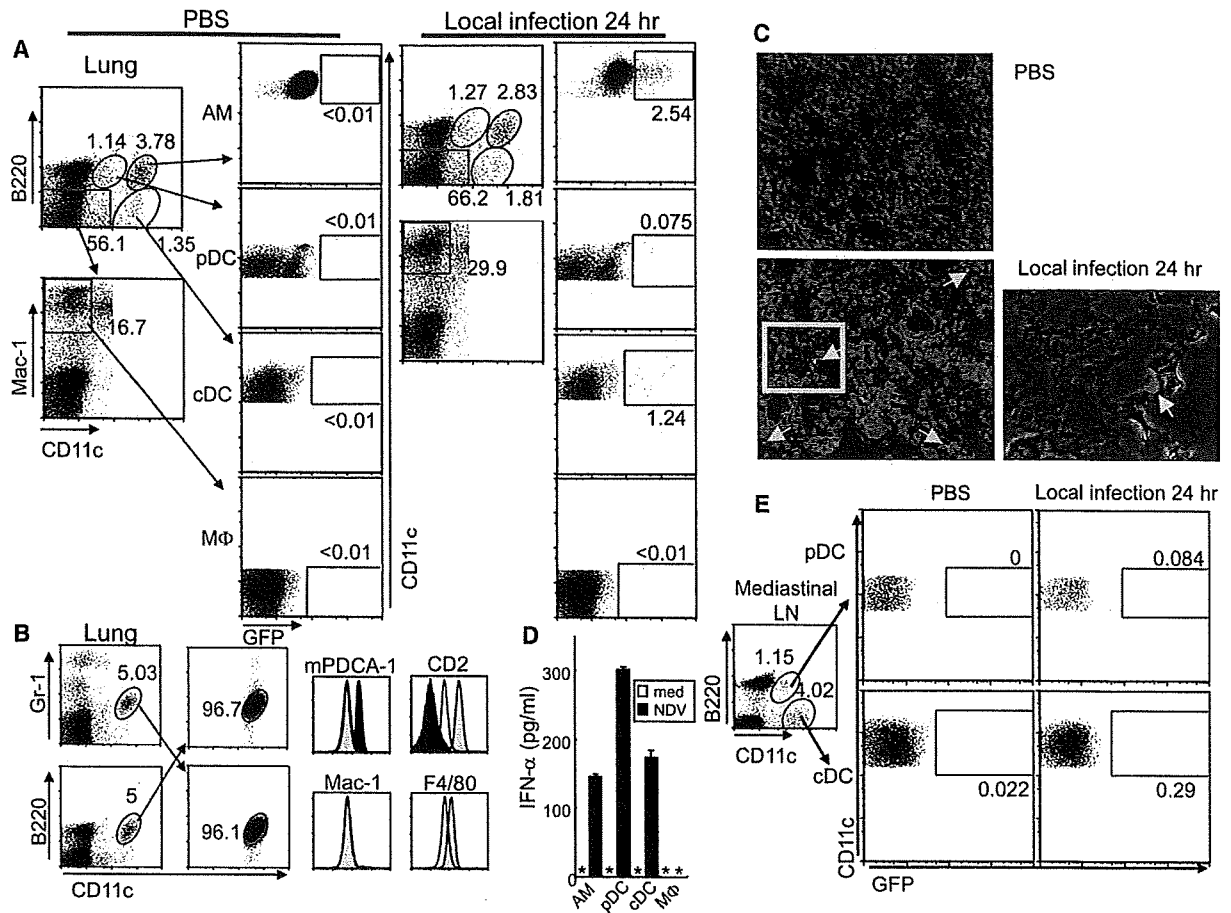 PBS
Local infection 24 hr
A
Lung
B220
1.14 3.78
56.1
1.35
Mac-1
16.7
CD11c
AM
<0.01
pDC
<0.01
cDC
<0.01
MΦ
<0.01
GFP
CD11c
1.27 2.83
66.2 1.81
29.9
2.54
0.075
1.24
<0.01
B
Lung
Gr-1
5.03
96.7
B220
5
96.1
CD11c
mPDCA-1
CD2
Mac-1
F4/80
C
PBS
Local infection 24 hr
D
IFN-α (pg/ml)
300
200
100
0
med
NDV
* * * * *
AM
pDC
cDC
MΦ
E
PBS
Local infection 24 hr
Mediastinal
LN
B220
1.15
4.02
CD11c
pDC
0
0.084
cDC
0.022
0.29
CD11c
GFP